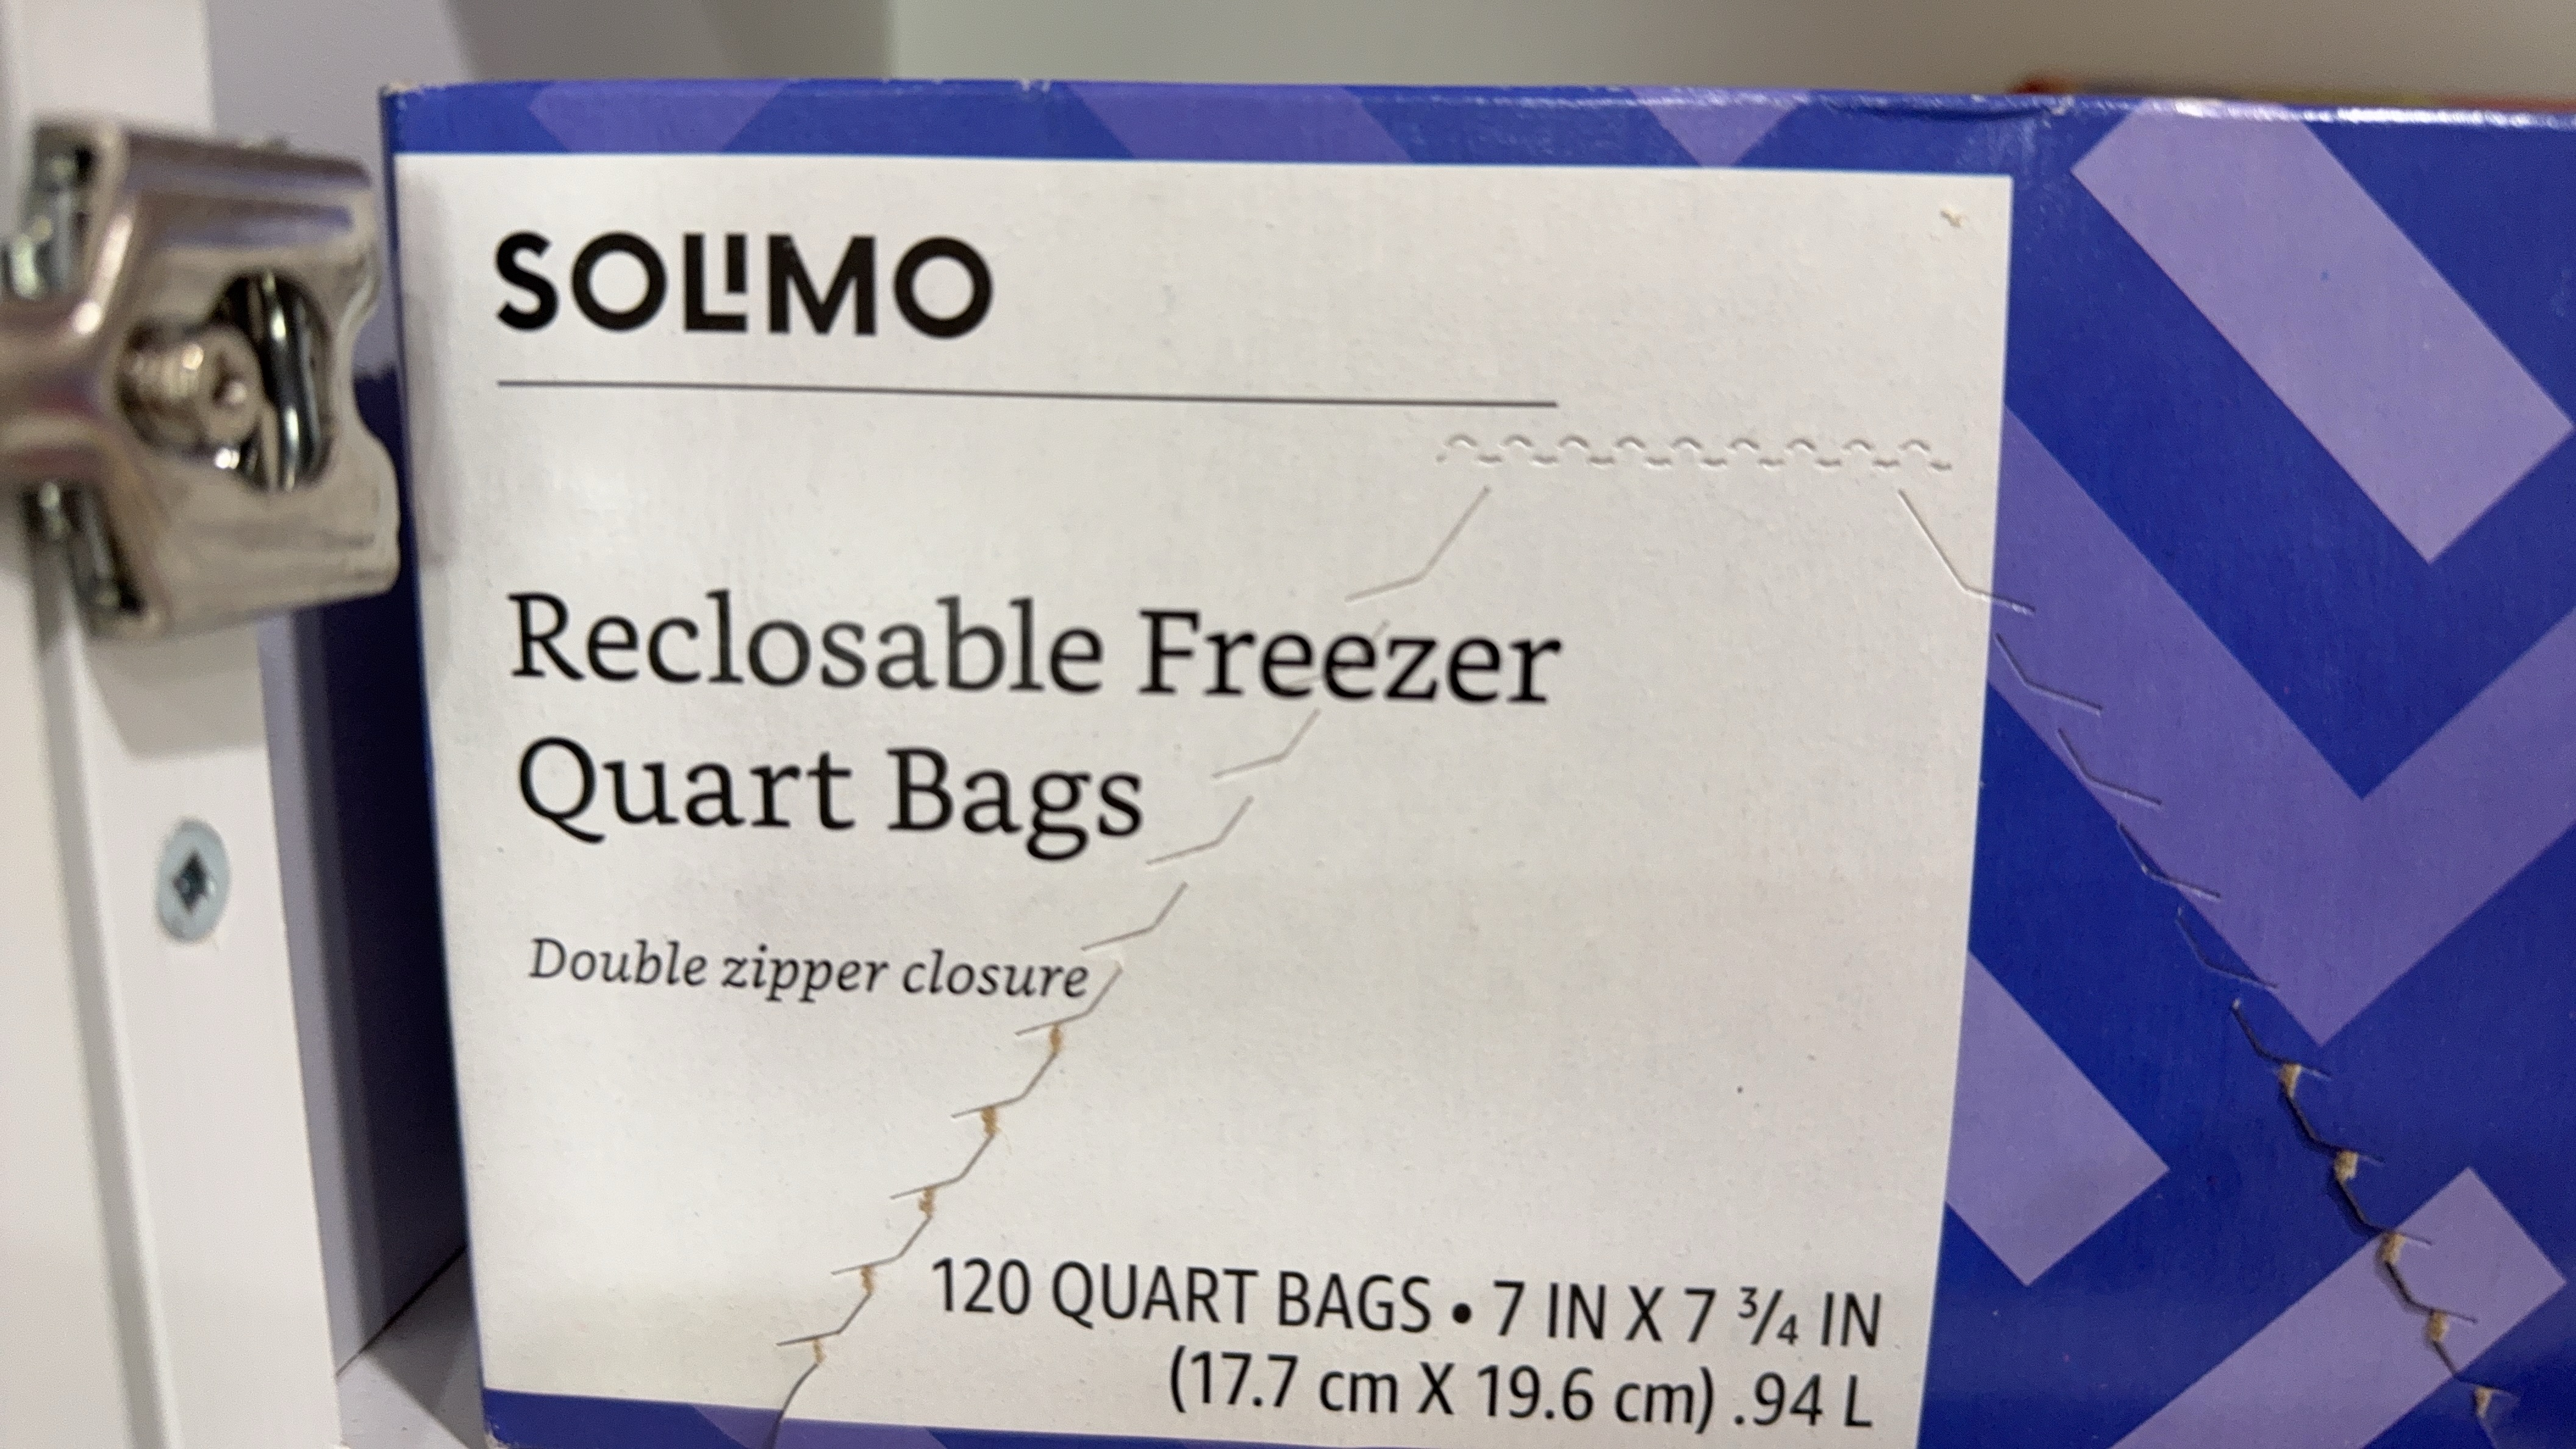 SOLIMO
Reclosable Freezer
Quart Bags
Double zipper closure
120 QUART BAGS • 7 IN X 7 3/4 IN
(17.7 cm X 19.6 cm) .94 L